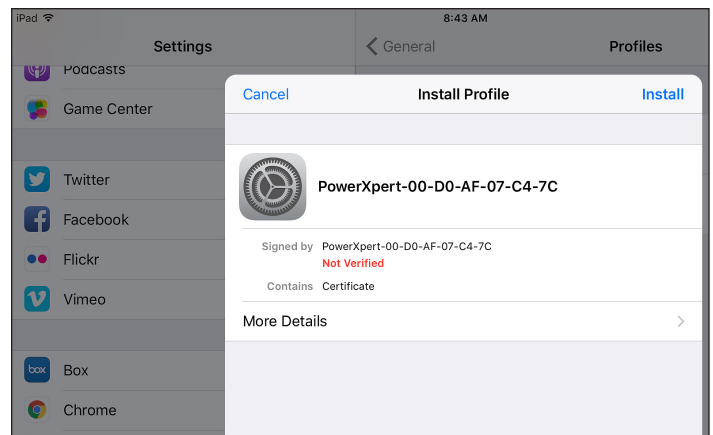 iPad
8:43 AM
Settings
General
Profiles
Podcasts
Game Center
Twitter
Facebook
Flickr
Vimeo
box
Box
Chrome
Cancel
Install Profile
Install
PowerXpert-00-D0-AF-07-C4-7C
Signed by PowerXpert-00-D0-AF-07-C4-7C
Not Verified
Contains Certificate
More Details